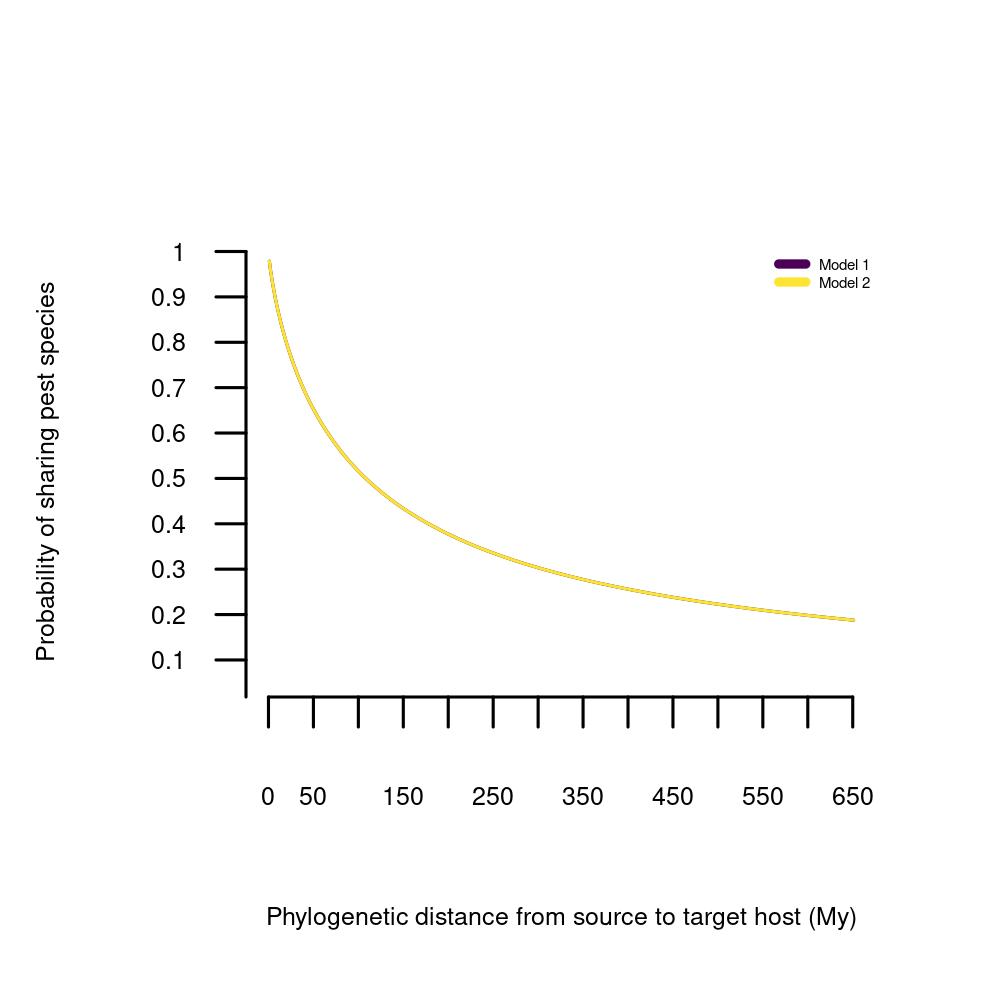 Probability of sharing pest species
1
0.9
0.8
0.7
0.6
0.5
0.4
0.3
0.2
0.1
Model 1
Model 2
0 50 150 250 350 450 550 650
Phylogenetic distance from source to target host (My)